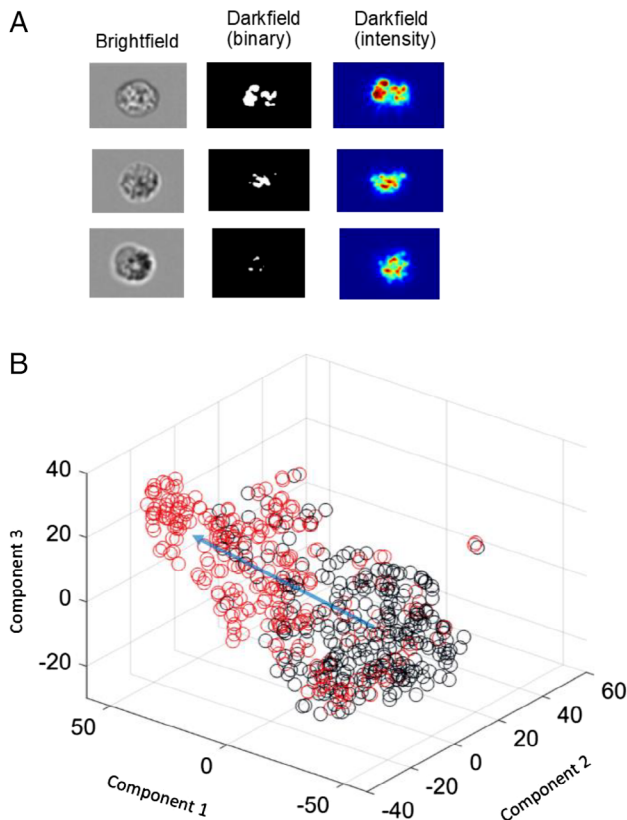 A
Brightfield
Darkfield
(binary)
Darkfield
(intensity)
B
40
20
0
-20
Component 3
50
0
-50
Component 1
-40
-20
0
20
40
60
Component 2